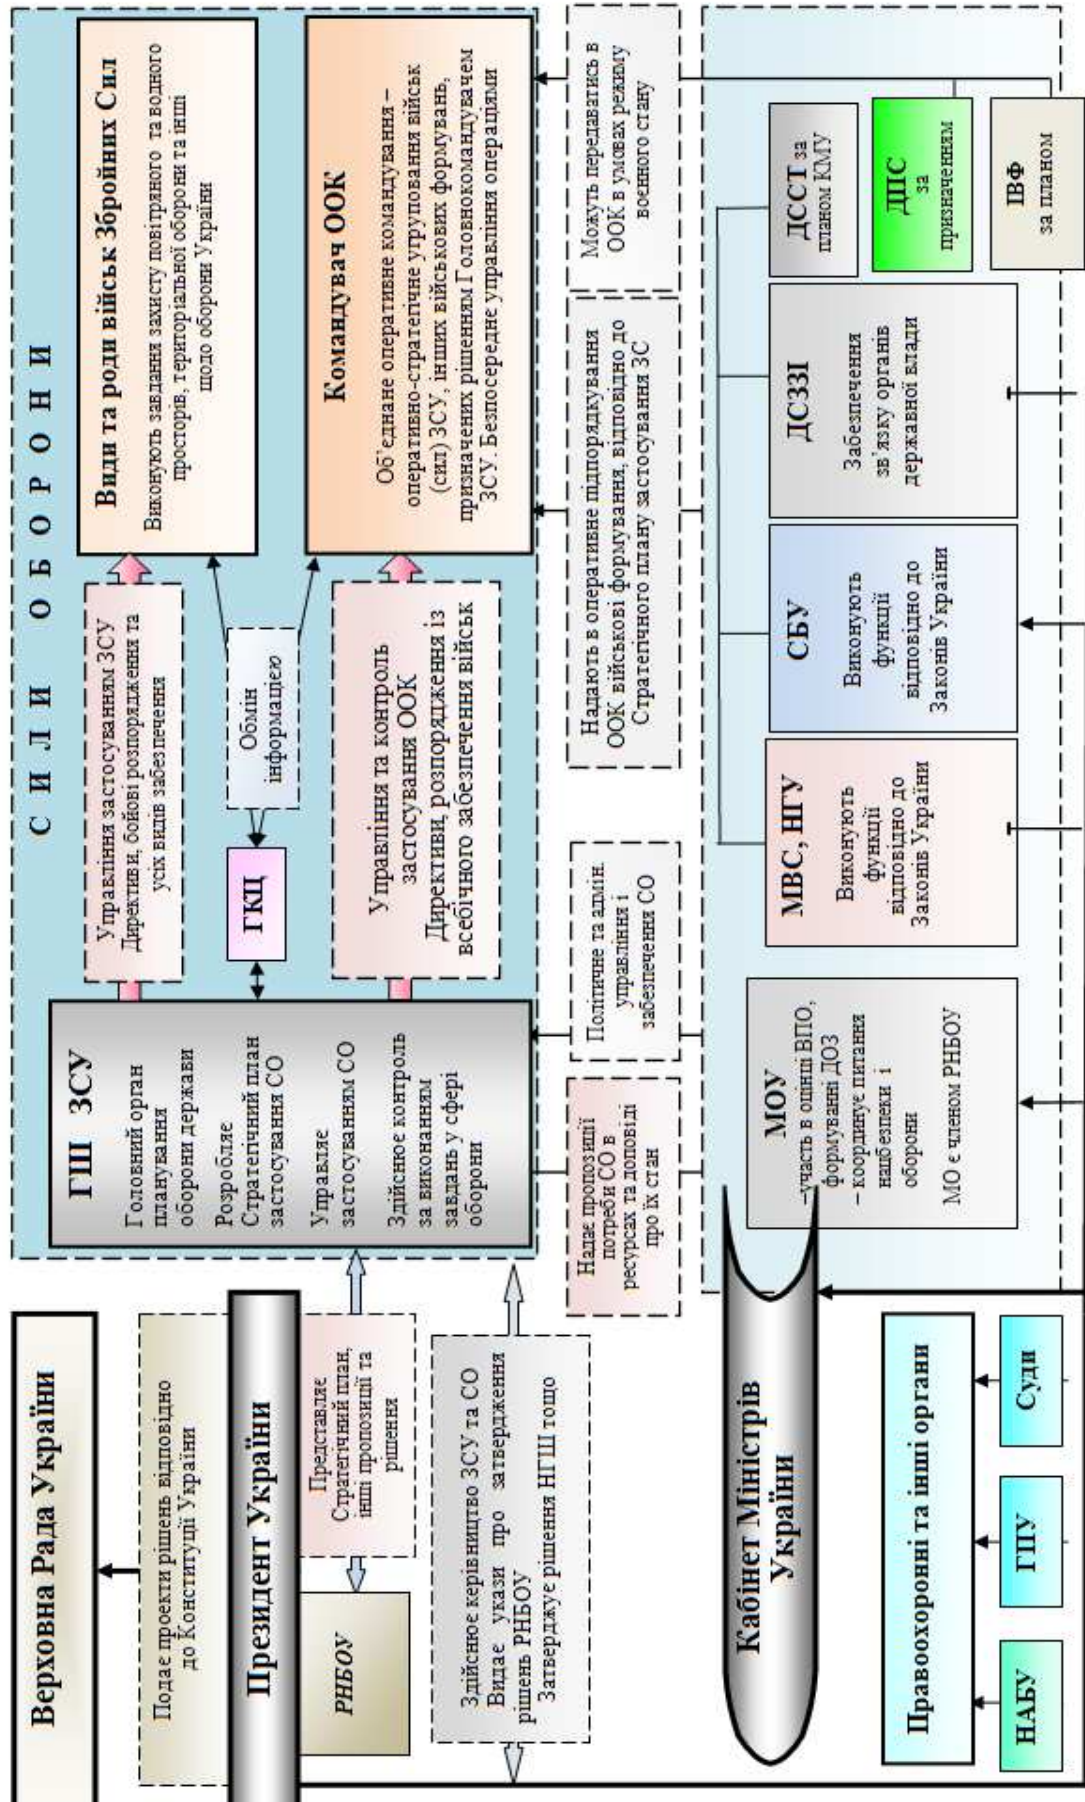 СИЛИ ОБОРОНИ
Верховна Рада України
Подає проекти рішень відповідно
до Конституції України
Президент України
РНБОУ
Представляє
Стратегічний план,
інші пропозиції та
рішення
Здійснює керівництво ЗСУ та СО
Видає укази про затвердження
рішень РНБОУ
Затверджує рішення НГШ тощо
Кабінет Міністрів
України
Правоохоронні та інші органи
НАБУ
ГПУ
Суди
ГШ ЗСУ
Головний орган
планування
оборони держави
Розробляє
Стратегічний план
застосування СО
Управляє
застосуванням СО
Здійснює контроль
за виконанням
завдань у сфері
оборони
Управління застосуванням ЗСУ
Директиви, бойові розпорядження та
усіх видів забезпечення
ГКЦ
Обмін
інформацією
Управління та контроль
застосування ООК
Директиви, розпорядження із
всебічного забезпечення військ
Види та роди військ Збройних Сил
Виконують завдання захисту повітряного та водного
просторів, територіальної оборони та інші
щодо оборони України
Командувач ООК
Об'єднане оперативне командування –
оперативно-стратегічне угруповання військ
(сил) ЗСУ, інших військових формувань,
призначених рішенням Головнокомандувачем
ЗСУ. Безпосереднє управління операціями
Надає пропозиції
потреби СО в
ресурсах та доповіді
про їх стан
Політичне та адмін.
управління і
забезпечення СО
Надають в оперативне підпорядкування
ООК військові формування, відповідно до
Стратегічного плану застосування ЗС
Можуть передаватись в
ООК в умовах режиму
воєнного стану
МОУ
–участь в оцінці ВПО,
формуванні ДОЗ
– координує питання
нацбезпеки і
оборони
МО є членом РНБОУ
МВС, НГУ
Виконують
функції
відповідно до
Законів України
СБУ
Виконують
функції
відповідно до
Законів України
ДСЗЗІ
Забезпечення
зв'язку органів
державної влади
ДССТ за
планом КМУ
ДПС
за
призначенням
ІВФ
за планом